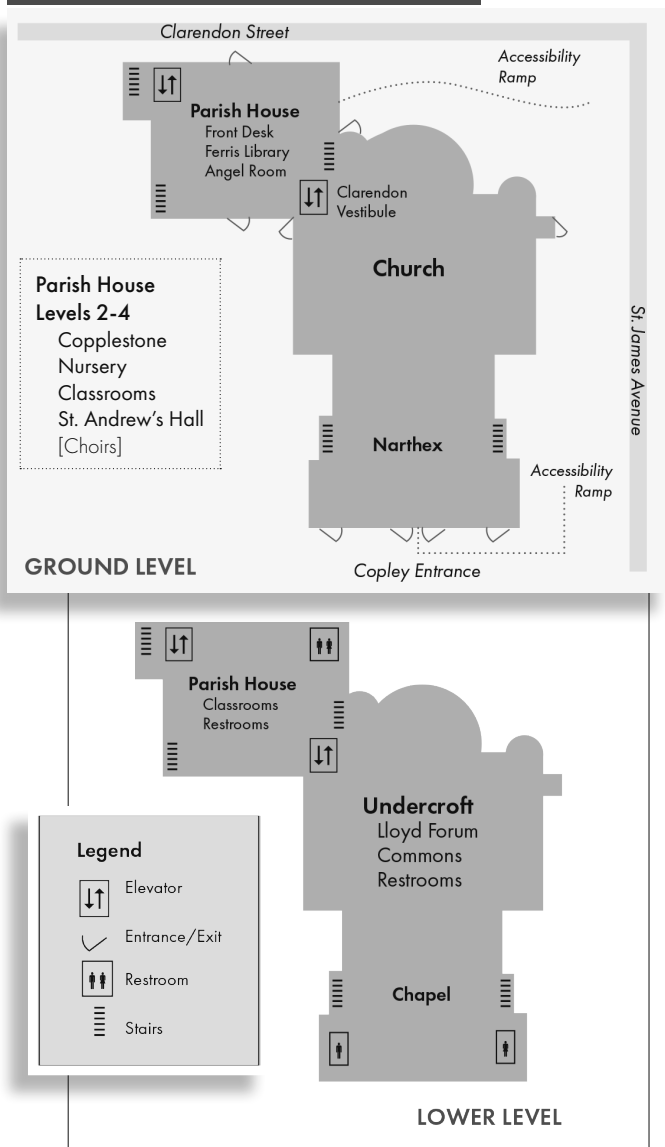 Clarendon Street
Accessibility
Ramp
Parish House
Front Desk
Ferris Library
Angel Room
Clarendon
Vestibule
Church
Parish House
Levels 2-4
Copplestone
Nursery
Classrooms
St. Andrew’s Hall
[Choirs]
St. James Avenue
Narthex
Accessibility
Ramp
GROUND LEVEL
Copley Entrance
Parish House
Classrooms
Restrooms
Undercroft
Lloyd Forum
Commons
Restrooms
Legend
Elevator
Entrance/Exit
Restroom
Stairs
Chapel
LOWER LEVEL